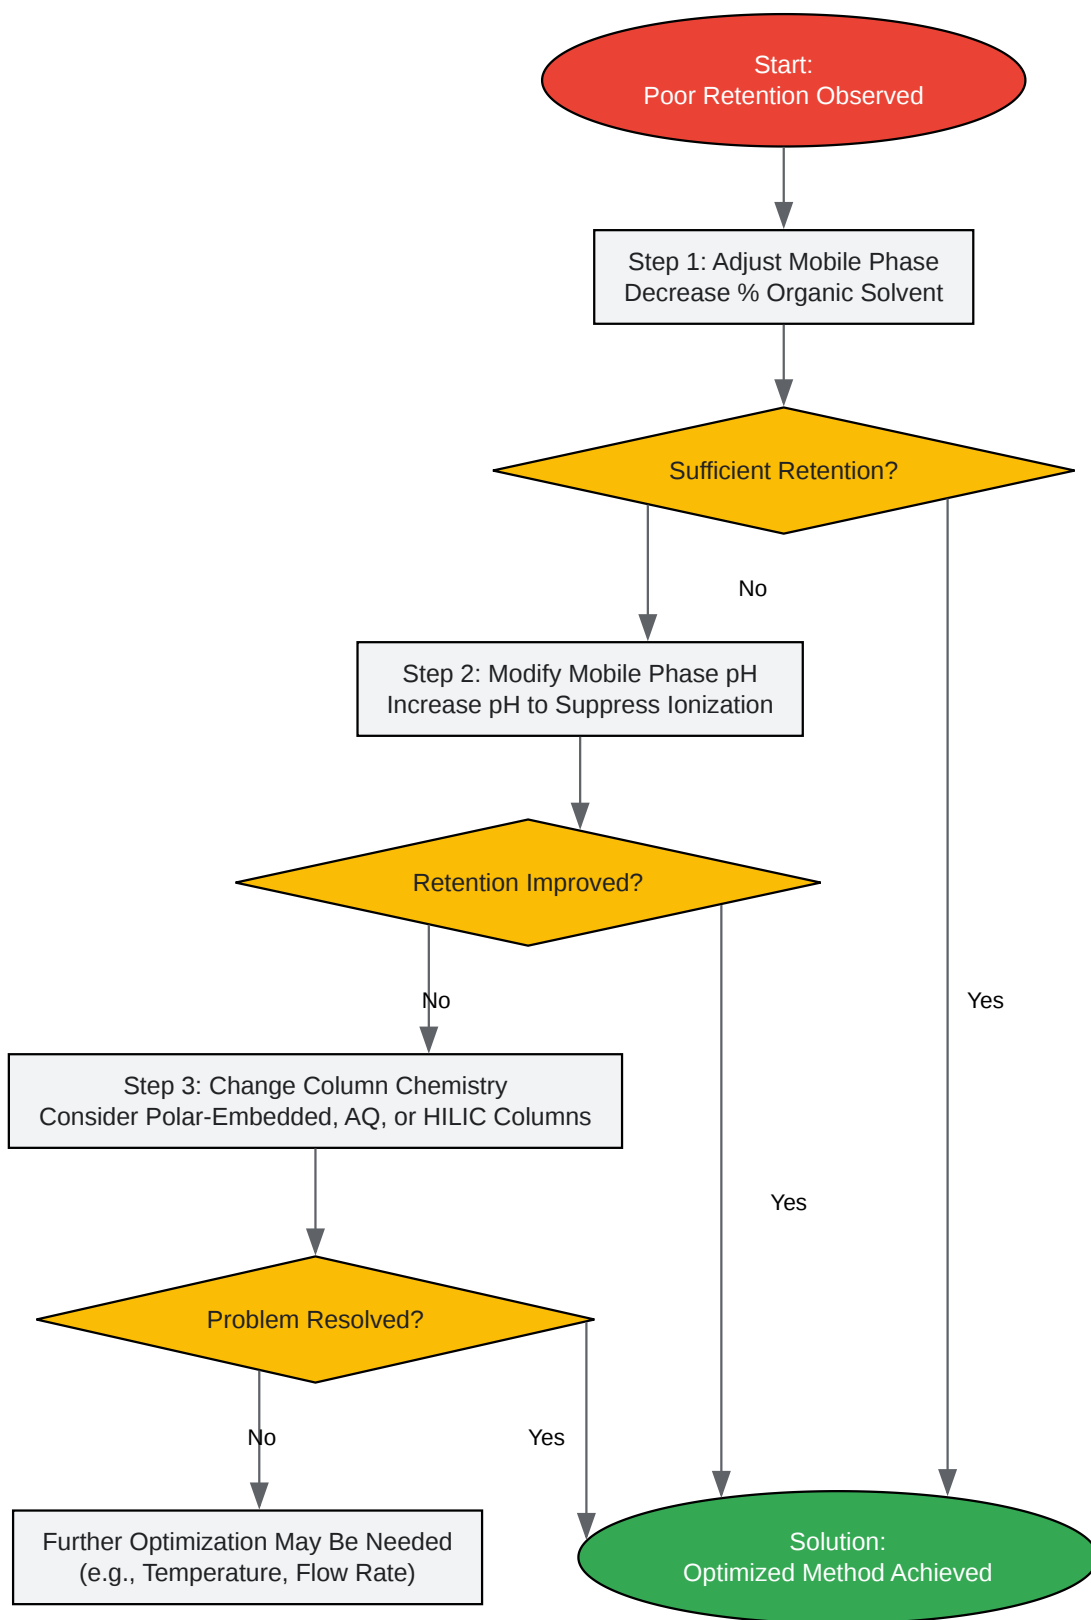 Start:
Poor Retention Observed
Step 1: Adjust Mobile Phase
Decrease % Organic Solvent
Sufficient Retention?
No
Step 2: Modify Mobile Phase pH
Increase pH to Suppress Ionization
Retention Improved?
No
Yes
Step 3: Change Column Chemistry
Consider Polar-Embedded, AQ, or HILIC Columns
Yes
Problem Resolved?
No
Yes
Further Optimization May Be Needed
(e.g., Temperature, Flow Rate)
Solution:
Optimized Method Achieved